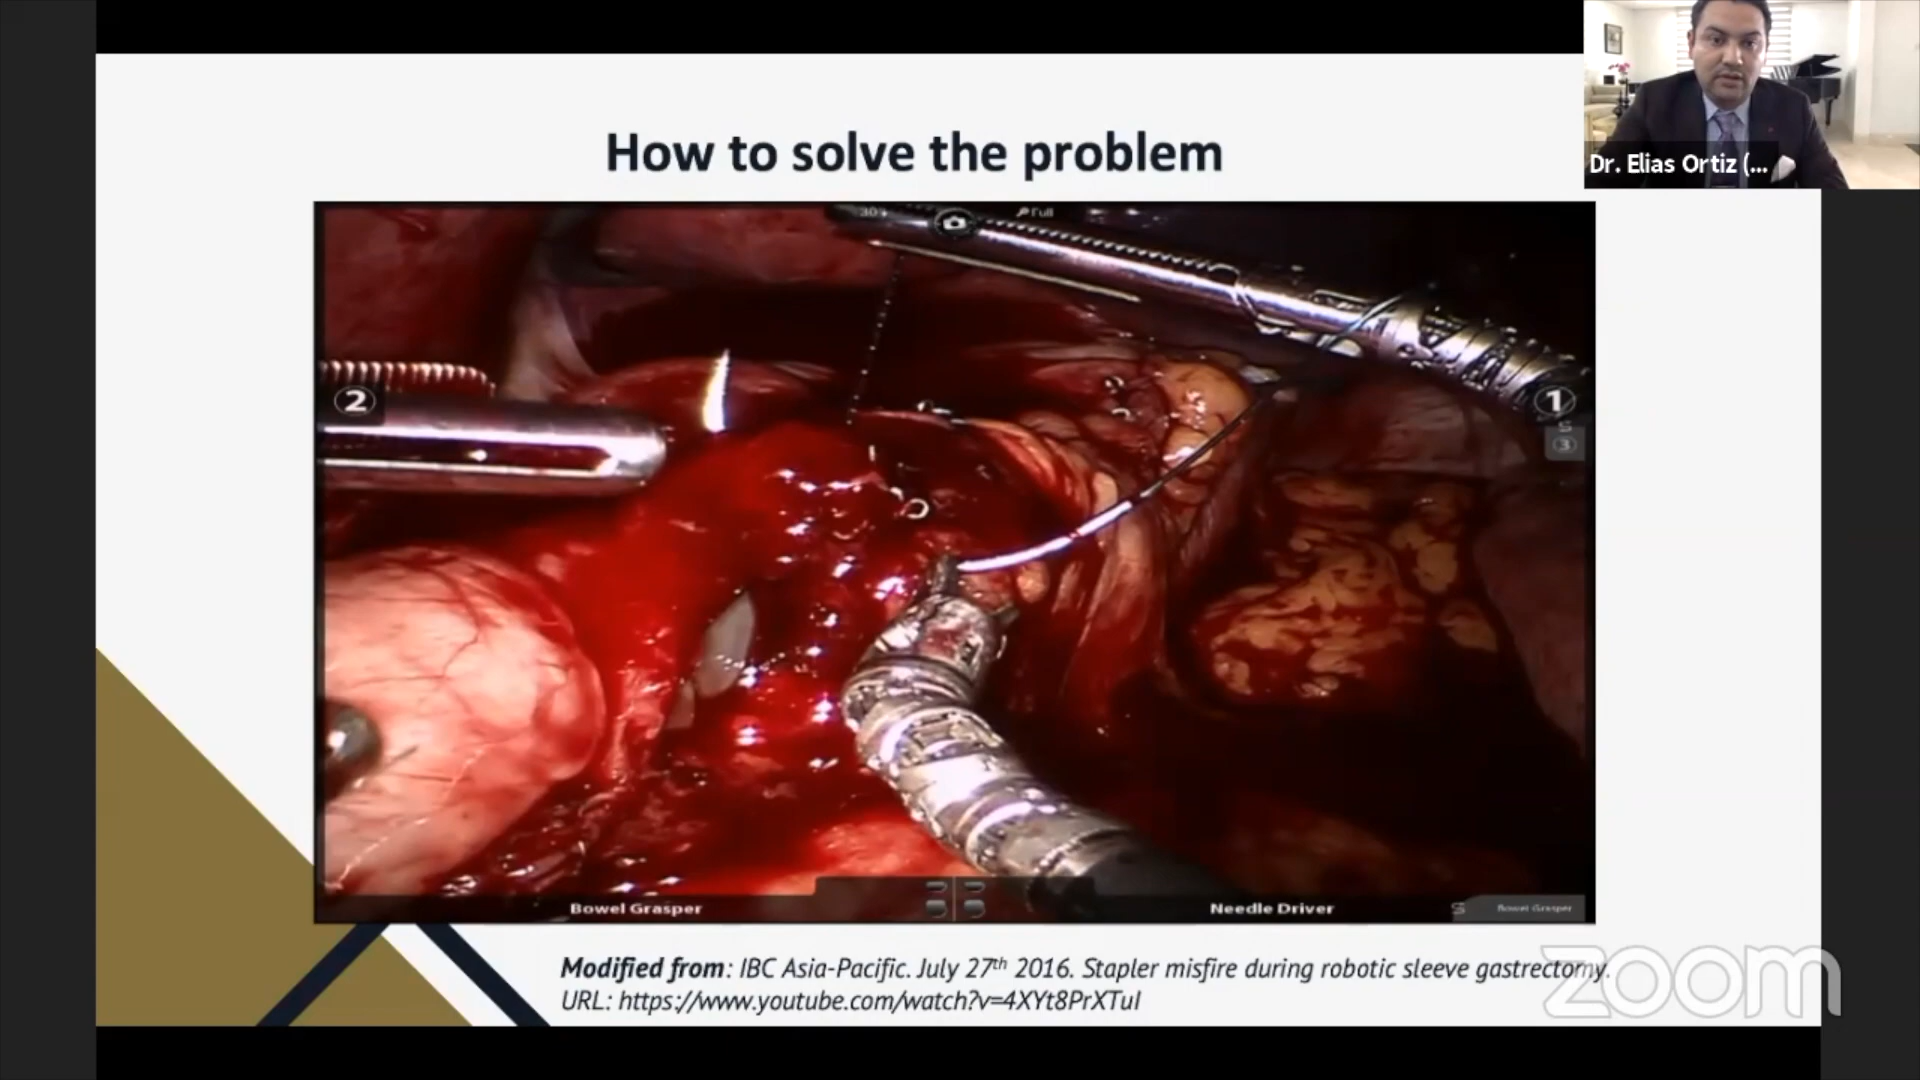 Dr. Elias Ortiz (...
How to solve the problem
30°
Full
2
1
S
3
Bowel Grasper
Needle Driver
S
Bowel Grasper
Modified from: IBC Asia-Pacific. July 27th 2016. Stapler misfire during robotic sleeve gastrectomy.
URL: https://www.youtube.com/watch?v=4XYt8PrXTuI
zoom